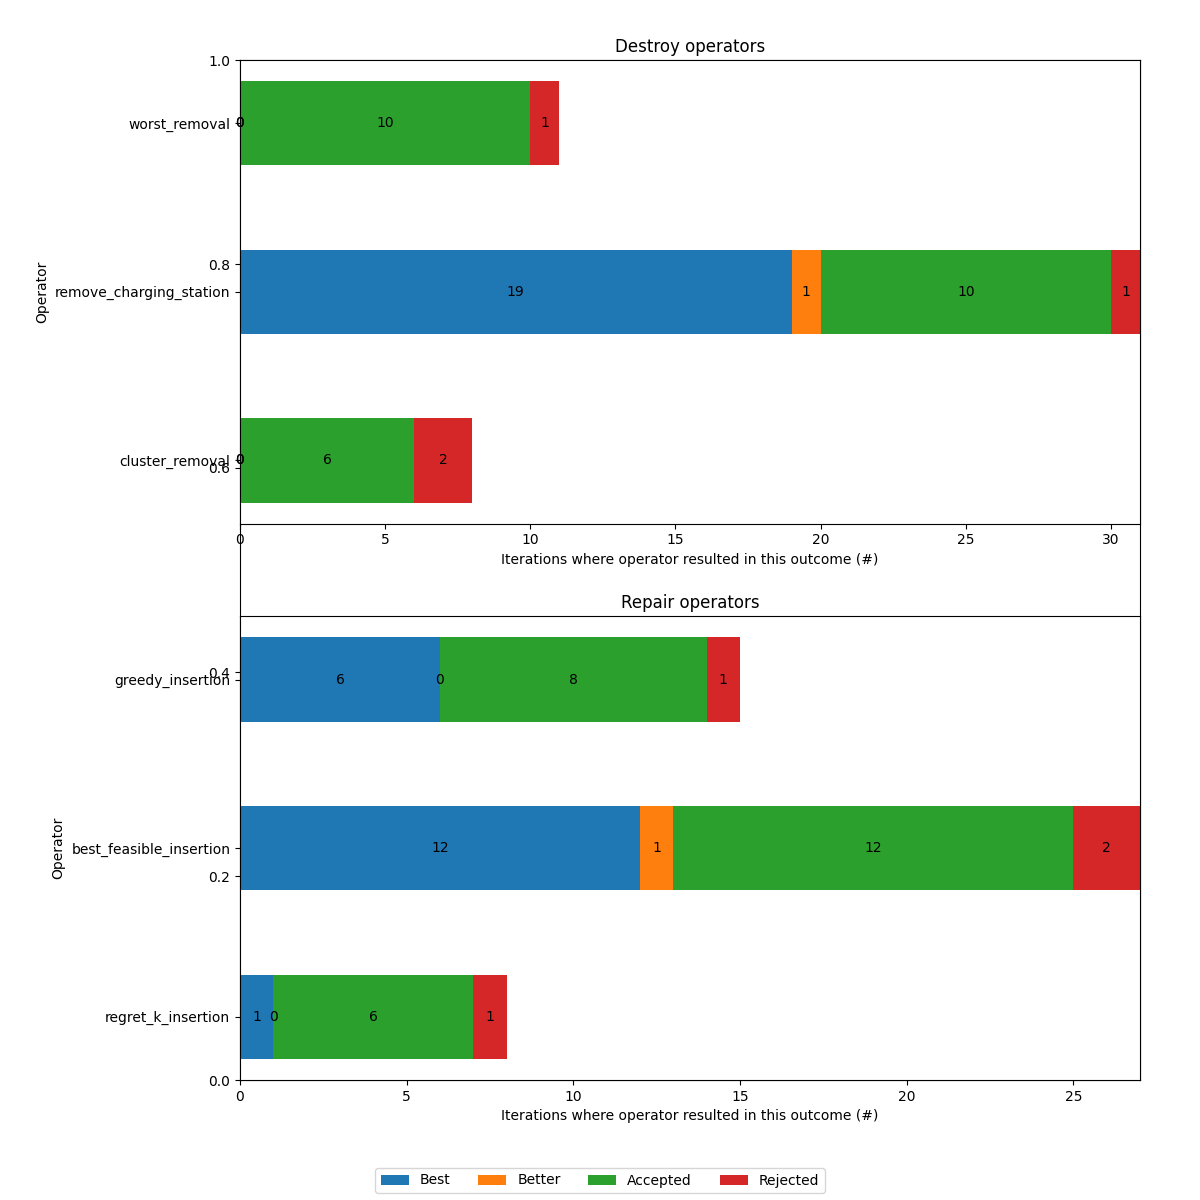 Destroy operators
1.0
worst_removal 0 10 1
0.8
Operator
remove_charging_station 19 1 10 1
cluster_removal 0 6 2
0.6
0 5 10 15 20 25 30
Iterations where operator resulted in this outcome (#)
Repair operators
0.4
greedy_insertion 6 0 8 1
Operator
best_feasible_insertion 12 1 12 2
0.2
regret_k_insertion 1 0 6 1
0.0
0 5 10 15 20 25
Iterations where operator resulted in this outcome (#)
Best Better Accepted Rejected